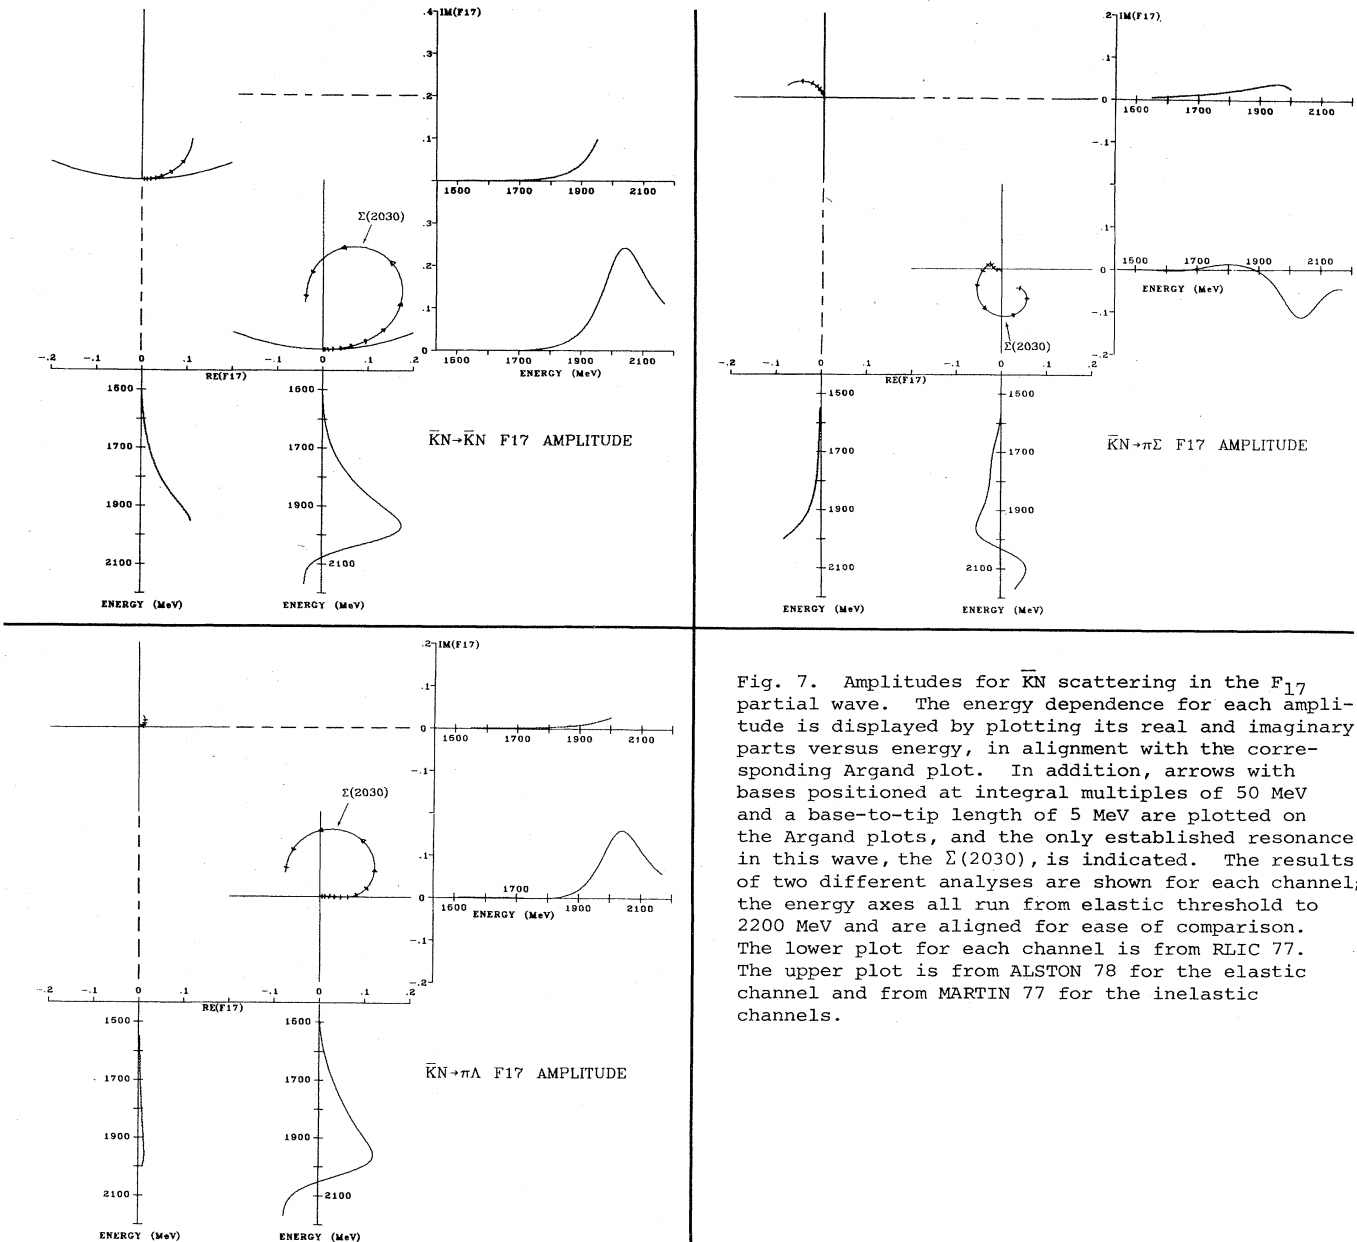 .4 IM(F17)
.3
.2
.1
0
1500 1700 1900 2100
Σ(2030)
.3
.2
.1
0
1500 1700 1900 2100
ENERGY (MeV)
-.2 -.1 0 .1 -.1 0 .1 .2
RE(F17)
1500
1700
1900
2100
ENERGY (MeV)
1500
1700
1900
2100
ENERGY (MeV)
K̅N→K̅N F17 AMPLITUDE
.2 IM(F17)
.1
0
-.1
1500 1700 1900 2100
.1
0
-.1
-.2
1500 1700 1900 2100
ENERGY (MeV)
Σ(2030)
-.2 -.1 0 .1 -.1 0 .1 .2
RE(F17)
1500
1700
1900
2100
ENERGY (MeV)
1500
1700
1900
2100
ENERGY (MeV)
K̅N→πΣ F17 AMPLITUDE
.2 IM(F17)
.1
0
-.1
1500 1700 1900 2100
Σ(2030)
.1
0
-.1
-.2
1500 1700 1900 2100
ENERGY (MeV)
-.2 -.1 0 .1 -.1 0 .1 .2
RE(F17)
1500
1700
1900
2100
ENERGY (MeV)
1500
1700
1900
2100
ENERGY (MeV)
K̅N→πΛ F17 AMPLITUDE
Fig. 7. Amplitudes for K̅N scattering in the F₁₇
partial wave. The energy dependence for each ampli-
tude is displayed by plotting its real and imaginary
parts versus energy, in alignment with the corre-
sponding Argand plot. In addition, arrows with
bases positioned at integral multiples of 50 MeV
and a base-to-tip length of 5 MeV are plotted on
the Argand plots, and the only established resonance
in this wave, the Σ(2030), is indicated. The results
of two different analyses are shown for each channel;
the energy axes all run from elastic threshold to
2200 MeV and are aligned for ease of comparison.
The lower plot for each channel is from RLIC 77.
The upper plot is from ALSTON 78 for the elastic
channel and from MARTIN 77 for the inelastic
channels.